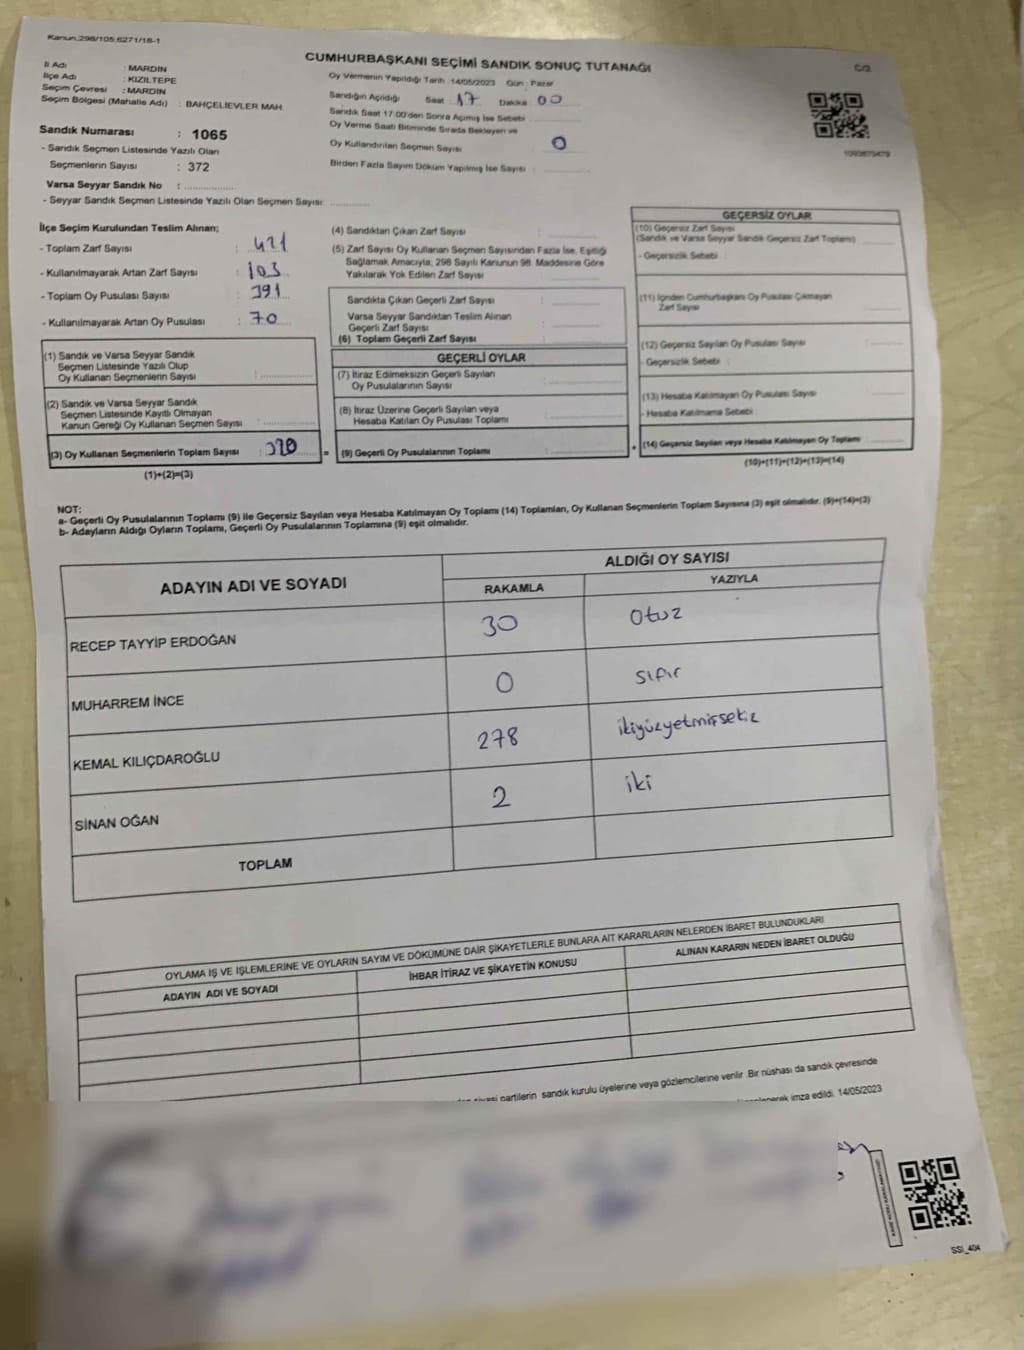 Kanun,298/105;6271/18-1
CUMHURBAŞKANI SEÇİMİ SANDIK SONUÇ TUTANAĞI
C/2
İl Adı : MARDİN
İlçe Adı : KIZILTEPE
Seçim Çevresi : MARDİN
Seçim Bölgesi (Mahalle Adı) : BAHÇELİEVLER MAH.
Sandık Numarası : 1065
- Sandık Seçmen Listesinde Yazılı Olan
Seçmenlerin Sayısı : 372
Varsa Seyyar Sandık No :
- Seyyar Sandık Seçmen Listesinde Yazılı Olan Seçmen Sayısı:
Oy Vermenin Yapıldığı Tarih :14/05/2023 Gün : Pazar
Sandığın Açıldığı Saat : 17 Dakika 00
Sandık Saat 17:00'den Sonra Açılmış İse Sebebi :
Oy Verme Saati Bitiminde Sırada Bekleyen ve
Oy Kullandırılan Seçmen Sayısı : 0
Birden Fazla Sayım Döküm Yapılmış İse Sayısı :
İlçe Seçim Kurulundan Teslim Alınan;
- Toplam Zarf Sayısı : 421
- Kullanılmayarak Artan Zarf Sayısı : 103
- Toplam Oy Pusulası Sayısı : 391
- Kullanılmayarak Artan Oy Pusulası : 70
(1) Sandık ve Varsa Seyyar Sandık
Seçmen Listesinde Yazılı Olup
Oy Kullanan Seçmenlerin Sayısı :
(2) Sandık ve Varsa Seyyar Sandık
Seçmen Listesinde Kayıtlı Olmayan
Kanun Gereği Oy Kullanan Seçmen Sayısı :
(3) Oy Kullanan Seçmenlerin Toplam Sayısı :
(1)+(2)=(3)
(4) Sandıktan Çıkan Zarf Sayısı :
(5) Zarf Sayısı Oy Kullanan Seçmen Sayısından Fazla İse, Eşitliği
Sağlamak Amacıyla; 298 Sayılı Kanunun 98. Maddesine Göre
Yakılarak Yok Edilen Zarf Sayısı :
Sandıkta Çıkan Geçerli Zarf Sayısı :
Varsa Seyyar Sandıktan Teslim Alınan
Geçerli Zarf Sayısı :
(6) Toplam Geçerli Zarf Sayısı :
GEÇERLİ OYLAR
(7) İtiraz Edilmeksizin Geçerli Sayılan
Oy Pusulalarının Sayısı :
(8) İtiraz Üzerine Geçerli Sayılan veya
Hesaba Katılan Oy Pusulası Toplamı :
= (9) Geçerli Oy Pusulalarının Toplamı :
GEÇERSİZ OYLAR
(10) Geçersiz Zarf Sayısı
(Sandık ve Varsa Seyyar Sandık Geçersiz Zarf Toplamı) :
- Geçersizlik Sebebi :
(11) İçinden Cumhurbaşkanı Oy Pusulası Çıkmayan
Zarf Sayısı :
(12) Geçersiz Sayılan Oy Pusulası Sayısı :
- Geçersizlik Sebebi :
(13) Hesaba Katılmayan Oy Pusulası Sayısı :
- Hesaba Katılmama Sebebi :
+ (14) Geçersiz Sayılan veya Hesaba Katılmayan Oy Toplamı :
(10)+(11)+(12)+(13)=(14)
NOT:
a- Geçerli Oy Pusulalarının Toplamı (9) ile Geçersiz Sayılan veya Hesaba Katılmayan Oy Toplamı (14) Toplamları, Oy Kullanan Seçmenlerin Toplam Sayısına (3) eşit olmalıdır. (9)+(14)=(3)
b- Adayların Aldığı Oyların Toplamı, Geçerli Oy Pusulalarının Toplamına (9) eşit olmalıdır.
ADAYIN ADI VE SOYADI
ALDIĞI OY SAYISI
RAKAMLA YAZIYLA
RECEP TAYYİP ERDOĞAN 30 otuz
MUHARREM İNCE 0 sıfır
KEMAL KILIÇDAROĞLU 278 ikiyüzyetmişsekiz
SİNAN OĞAN 2 iki
TOPLAM
OYLAMA İŞ VE İŞLEMLERİNE VE OYLARIN SAYIM VE DÖKÜMÜNE DAİR ŞİKAYETLERLE BUNLARA AİT KARARLARIN NELERDEN İBARET BULUNDUKLARI
ADAYIN ADI VE SOYADI İHBAR İTİRAZ VE ŞİKAYETİN KONUSU ALINAN KARARIN NEDEN İBARET OLDUĞU
siyasi partilerin sandık kurulu üyelerine veya gözlemcilerine verilir. Bir nüshası da sandık çevresinde
imza edildi. 14/05/2023
SSI_404